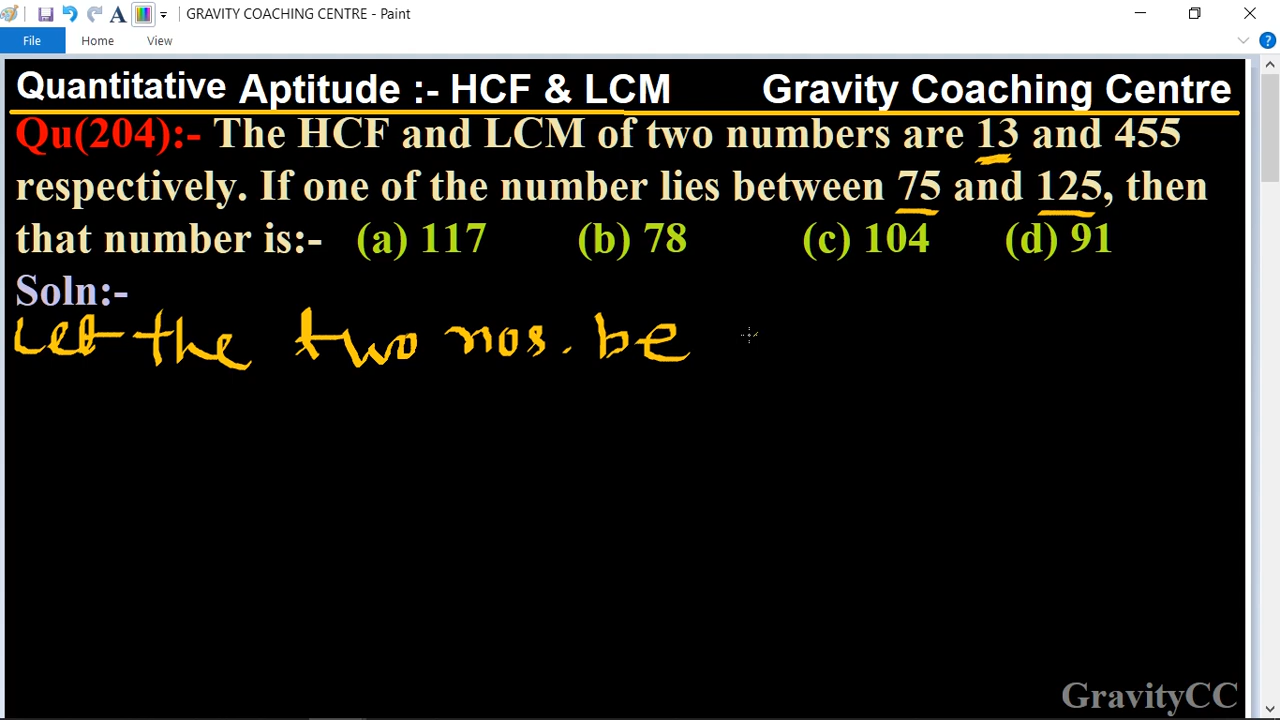 GRAVITY COACHING CENTRE - Paint
File Home View
Quantitative Aptitude :- HCF & LCM Gravity Coaching Centre
Qu(204):- The HCF and LCM of two numbers are 13 and 455
respectively. If one of the number lies between 75 and 125, then
that number is:- (a) 117 (b) 78 (c) 104 (d) 91
Soln:-
Let the two nos. be
GravityCC